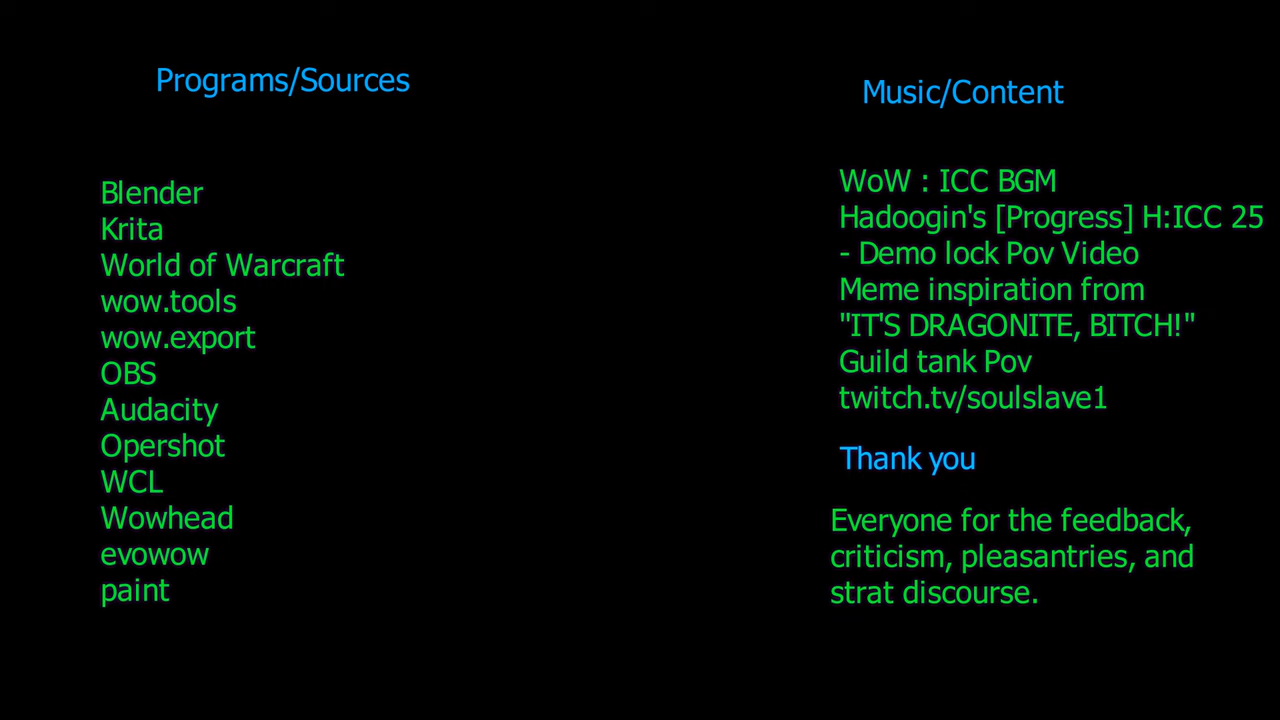 Programs/Sources
Blender
Krita
World of Warcraft
wow.tools
wow.export
OBS
Audacity
Opershot
WCL
Wowhead
evowow
paint
Music/Content
WoW : ICC BGM
Hadoogin's [Progress] H:ICC 25
- Demo lock Pov Video
Meme inspiration from
"IT'S DRAGONITE, BITCH!"
Guild tank Pov
twitch.tv/soulslave1
Thank you
Everyone for the feedback,
criticism, pleasantries, and
strat discourse.